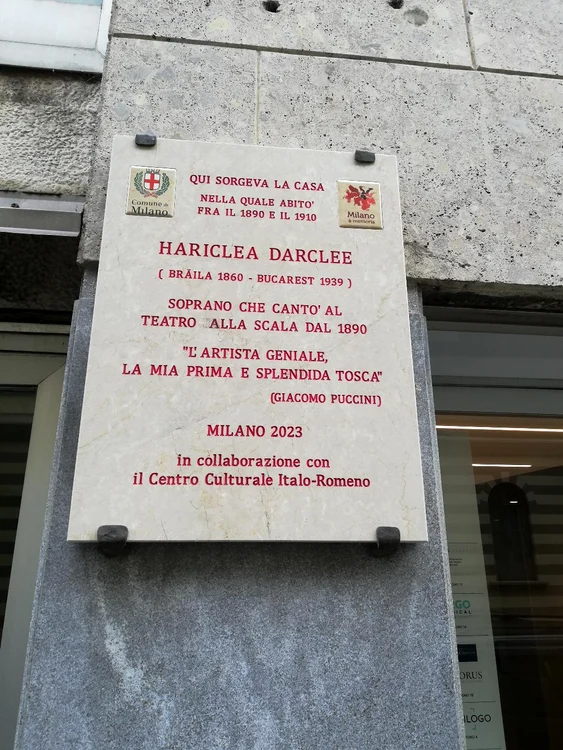 Comune di
Milano
Milano
è memoria
QUI SORGEVA LA CASA
NELLA QUALE ABITO'
FRA IL 1890 E IL 1910
HARICLEA DARCLEE
( BRĂILA 1860 - BUCAREST 1939 )
SOPRANO CHE CANTO' AL
TEATRO ALLA SCALA DAL 1890
"L'ARTISTA GENIALE,
LA MIA PRIMA E SPLENDIDA TOSCA"
(GIACOMO PUCCINI)
MILANO 2023
in collaborazione con
il Centro Culturale Italo-Romeno